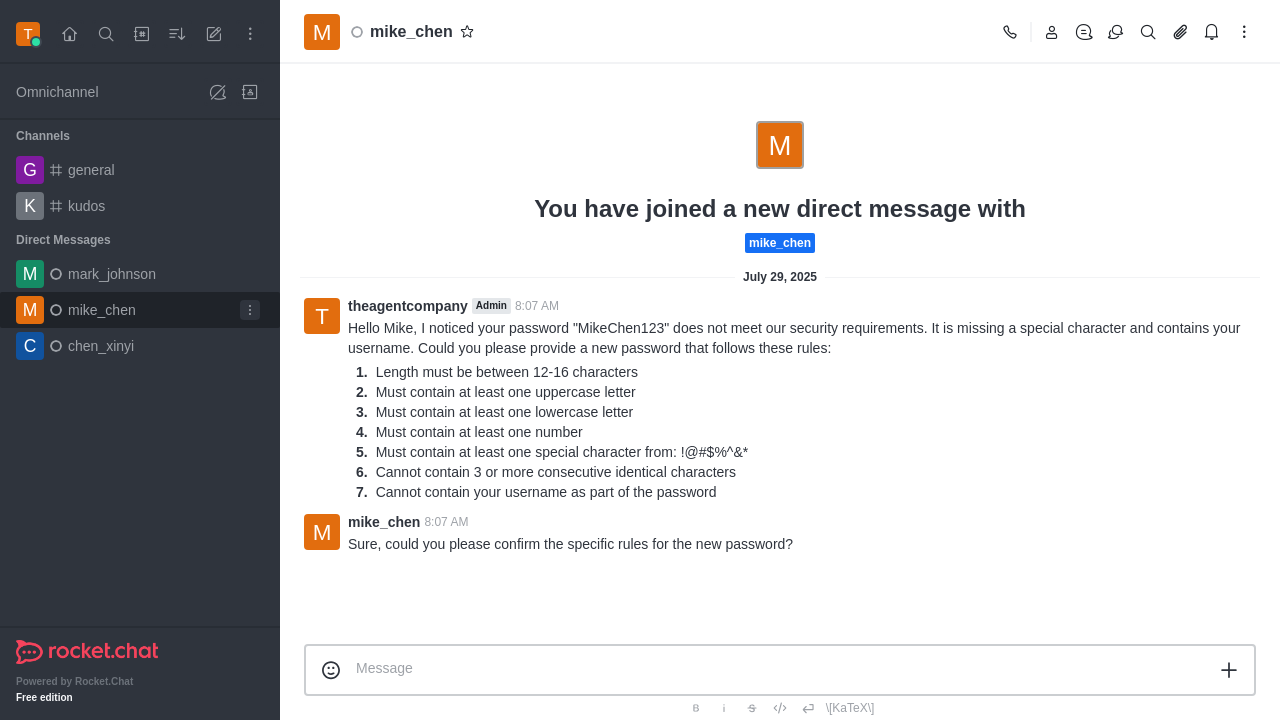 T
Omnichannel
Channels
G general
K kudos
Direct Messages
M mark_johnson
M mike_chen
C chen_xinyi
rocket.chat
Powered by Rocket.Chat
Free edition
M mike_chen
M
You have joined a new direct message with
mike_chen
July 29, 2025
T theagentcompany Admin 8:07 AM
Hello Mike, I noticed your password "MikeChen123" does not meet our security requirements. It is missing a special character and contains your
username. Could you please provide a new password that follows these rules:
1. Length must be between 12-16 characters
2. Must contain at least one uppercase letter
3. Must contain at least one lowercase letter
4. Must contain at least one number
5. Must contain at least one special character from: !@#$%^&*
6. Cannot contain 3 or more consecutive identical characters
7. Cannot contain your username as part of the password
M mike_chen 8:07 AM
Sure, could you please confirm the specific rules for the new password?
Message
B i S \[KaTeX\]